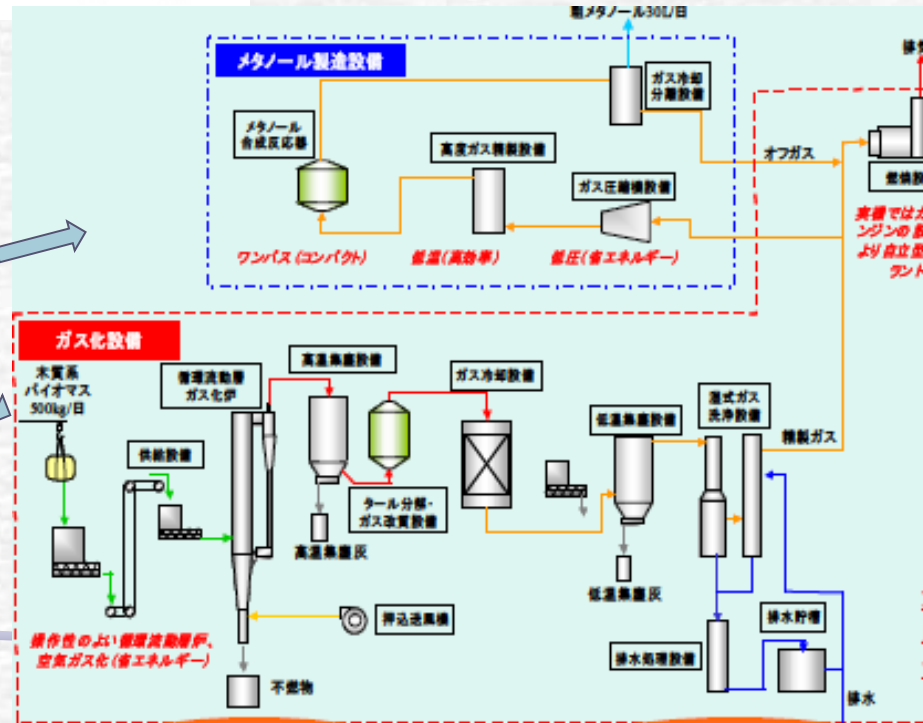 粗メタノール30L/日
メタノール製造設備
ガス冷却
分離設備
メタノール
合成反応器
高度ガス精製設備
ガス圧縮機設備
オフガス
ワンパス(コンパクト)
低温(高効率)
低圧(省エネルギー)
ガス化設備
木質系
バイオマス
500kg/日
循環流動層
ガス化炉
高温集塵設備
ガス冷却設備
湿式ガス
洗浄設備
低温集塵設備
精製ガス
供給設備
タール分解・
ガス改質設備
高温集塵灰
低温集塵灰
押込送風機
操作性のよい循環流動層炉、
空気ガス化(省エネルギー)
不燃物
排水処理設備
排水貯槽
排水